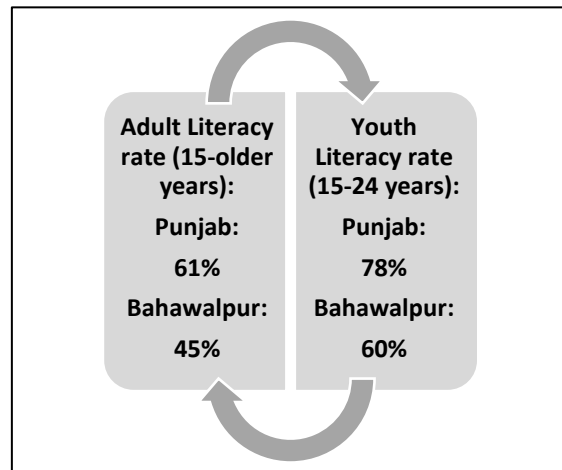 Adult Literacy
rate (15-older
years):
Punjab:
61%
Bahawalpur:
45%
Youth
Literacy rate
(15-24 years):
Punjab:
78%
Bahawalpur:
60%